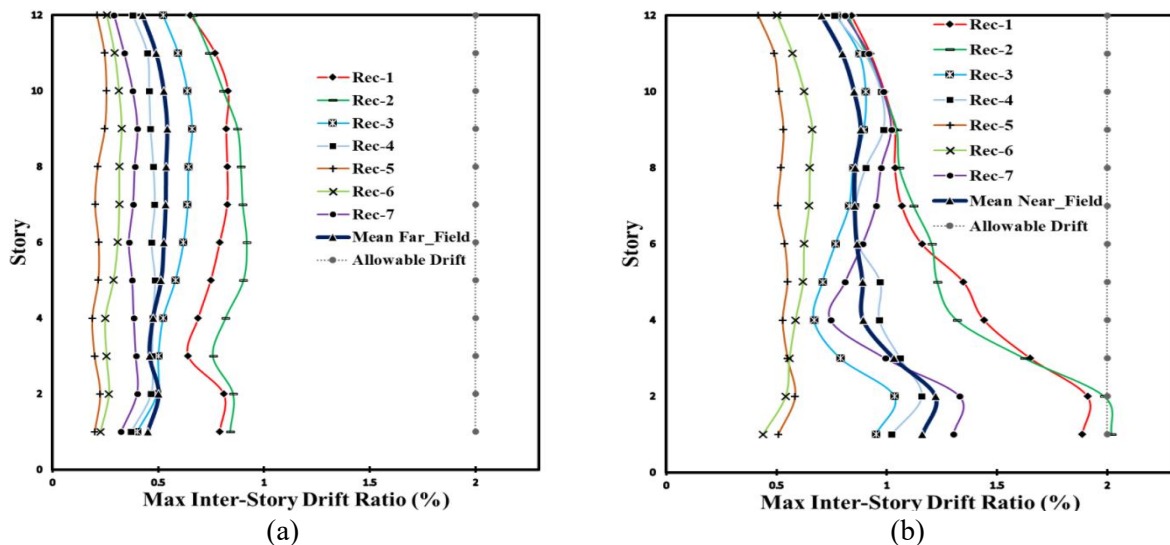 12
10
8
6
4
2
0
Story
0
0.5
1
2
Max Inter-Story Drift Ratio (%)
Rec-1
Rec-2
Rec-3
Rec-4
Rec-5
Rec-6
Rec-7
Mean Far_Field
Allowable Drift
(a)
12
10
8
6
4
2
0
Story
0
0.5
1
1.5
2
Max Inter-Story Drift Ratio (%)
Rec-1
Rec-2
Rec-3
Rec-4
Rec-5
Rec-6
Rec-7
Mean Near_Field
Allowable Drift
(b)